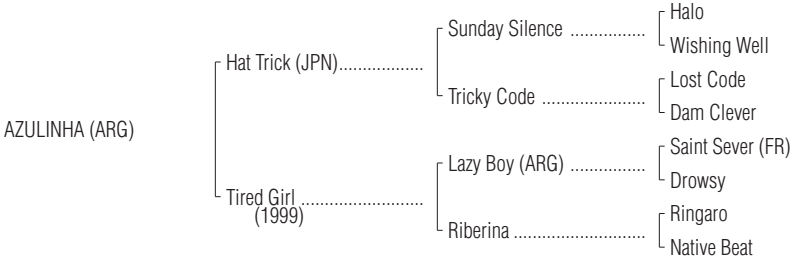 Halo
Sunday Silence ................
Wishing Well
Hat Trick (JPN)..................
Lost Code
Tricky Code ......................
Dam Clever
AZULINHA (ARG)
Saint Sever (FR)
Lazy Boy (ARG) ................
Drowsy
Tired Girl ..........................
(1999)
Ringaro
Riberina ............................
Native Beat